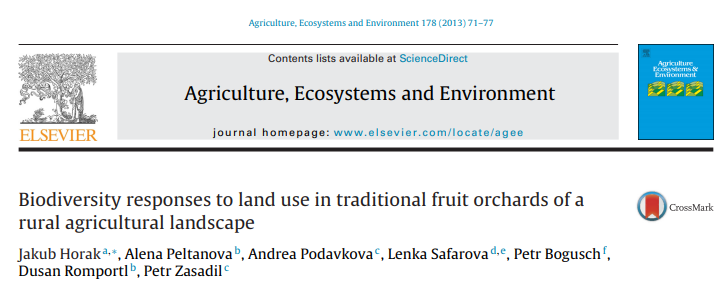 Agriculture, Ecosystems and Environment 178 (2013) 71–77
Contents lists available at ScienceDirect
Agriculture, Ecosystems and Environment
journal homepage: www.elsevier.com/locate/agee
ELSEVIER
Agriculture
Ecosystems &
Environment
Biodiversity responses to land use in traditional fruit orchards of a
rural agricultural landscape
CrossMark
Jakub Horak a,∗, Alena Peltanova b, Andrea Podavkova c, Lenka Safarova d,e, Petr Bogusch f,
Dusan Romportl b, Petr Zasadil c